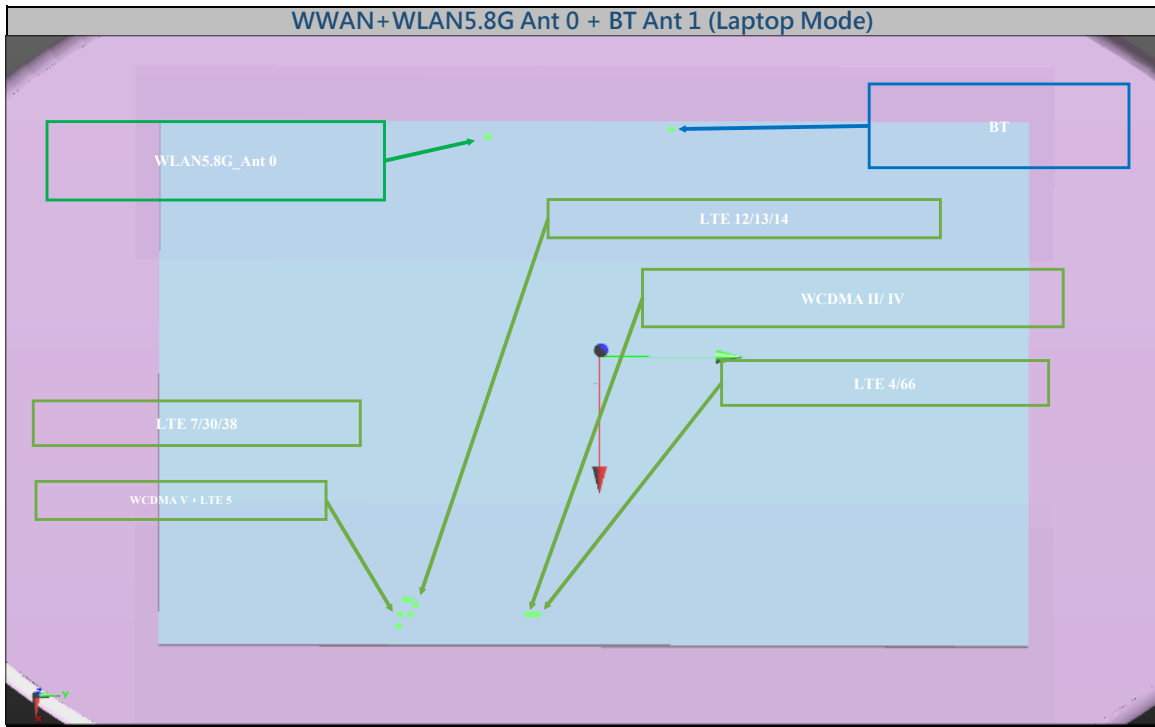 WWAN+WLAN5.8G Ant 0 + BT Ant 1 (Laptop Mode)
BT
WLAN5.8G_Ant 0
LTE 12/13/14
WCDMA II/ IV
LTE 4/66
LTE 7/30/38
WCDMA V、LTE 5
Z
Y
X